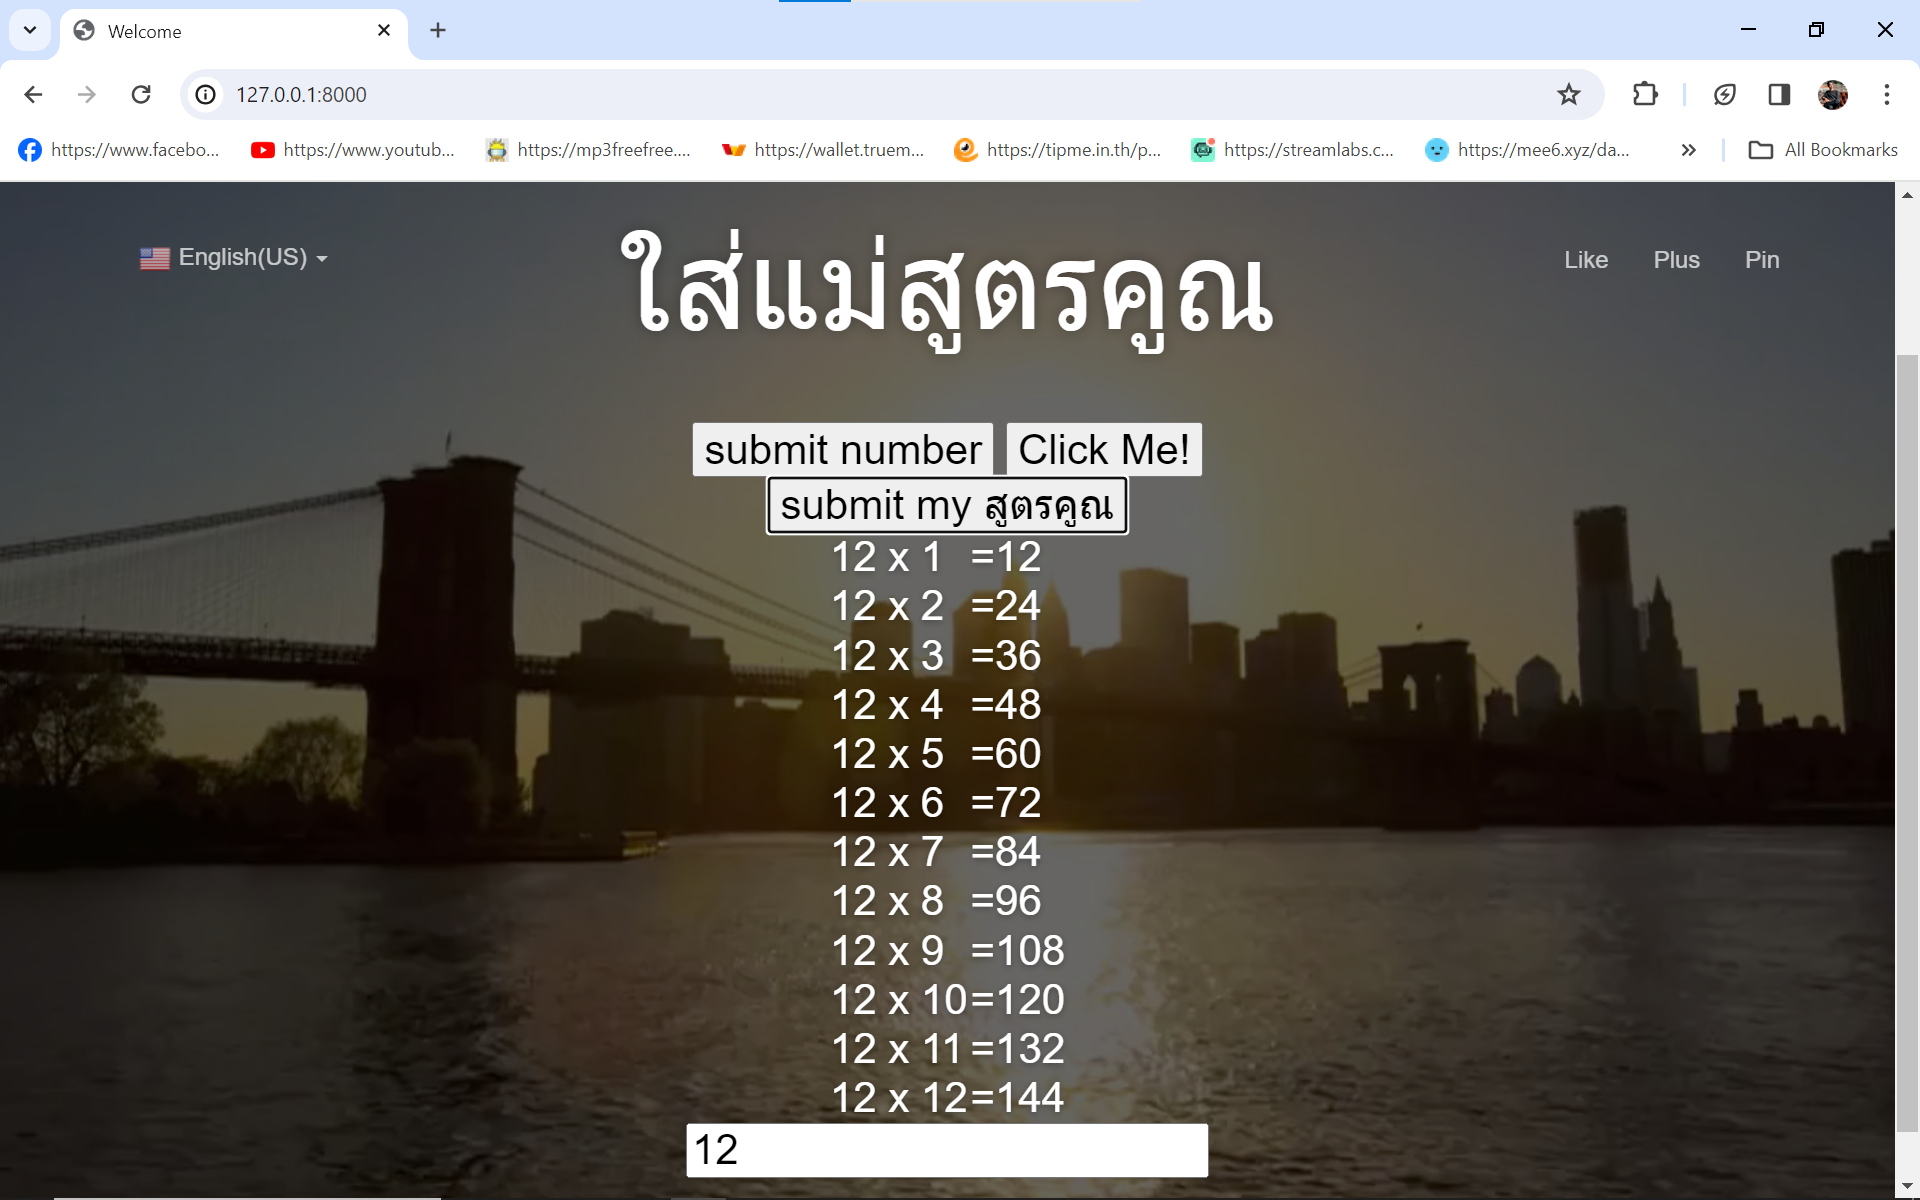 Welcome
127.0.0.1:8000
https://www.facebo...
https://www.youtub...
https://mp3freefree....
https://wallet.truem...
https://tipme.in.th/p...
https://streamlabs.c...
https://mee6.xyz/da...
All Bookmarks
English(US)
ใส่แม่สูตรคูณ
Like Plus Pin
submit number Click Me!
submit my สูตรคูณ
12 x 1 =12
12 x 2 =24
12 x 3 =36
12 x 4 =48
12 x 5 =60
12 x 6 =72
12 x 7 =84
12 x 8 =96
12 x 9 =108
12 x 10=120
12 x 11=132
12 x 12=144
12